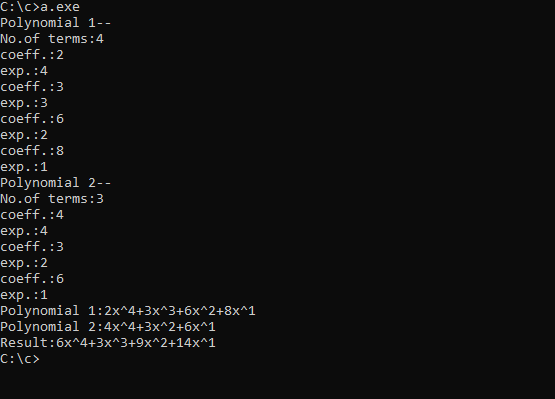 C:\c>a.exe
Polynomial 1--
No.of terms:4
coeff.:2
exp.:4
coeff.:3
exp.:3
coeff.:6
exp.:2
coeff.:8
exp.:1
Polynomial 2--
No.of terms:3
coeff.:4
exp.:4
coeff.:3
exp.:2
coeff.:6
exp.:1
Polynomial 1:2x^4+3x^3+6x^2+8x^1
Polynomial 2:4x^4+3x^2+6x^1
Result:6x^4+3x^3+9x^2+14x^1
C:\c>